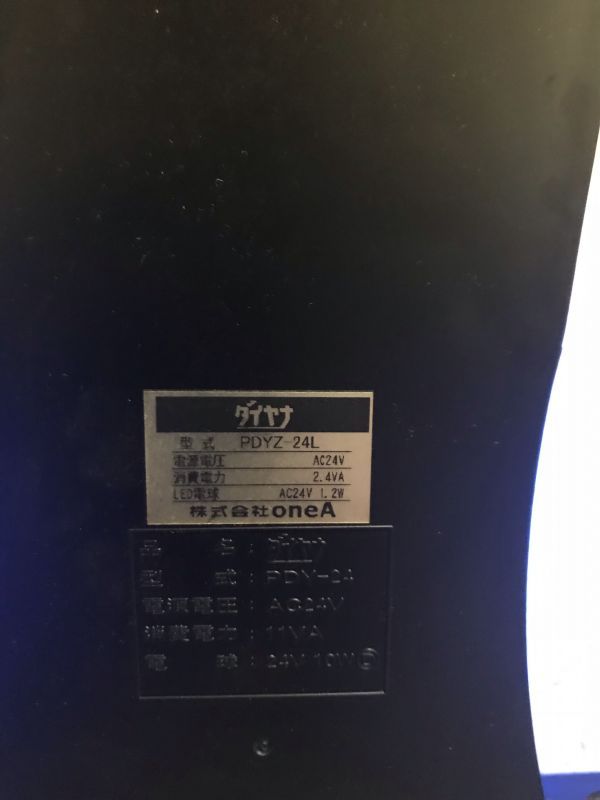 ダイヤナ
型式 PDYZ-24L
電源電圧 AC24V
消費電力 2.4VA
LED電球 AC24V 1.2W
株式会社oneA
品名:ダイヤナ
型式:PDY-24
電源電圧:AC24V
消費電力:11VA
電球:24V 10W